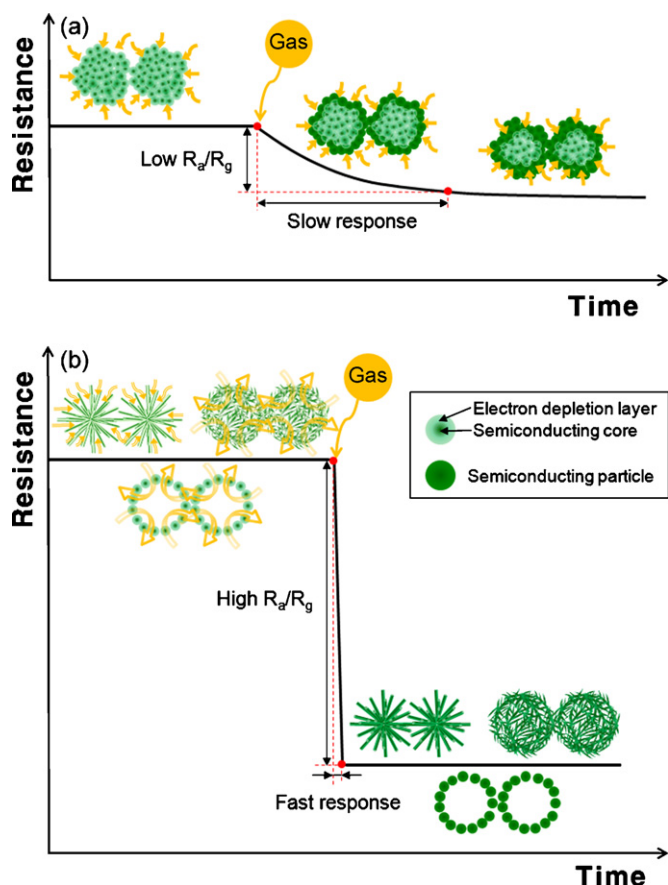 (a)
Gas
Resistance
Low Ra/Rg
Slow response
Time
(b)
Gas
Electron depletion layer
Semiconducting core
Semiconducting particle
Resistance
High Ra/Rg
Fast response
Time